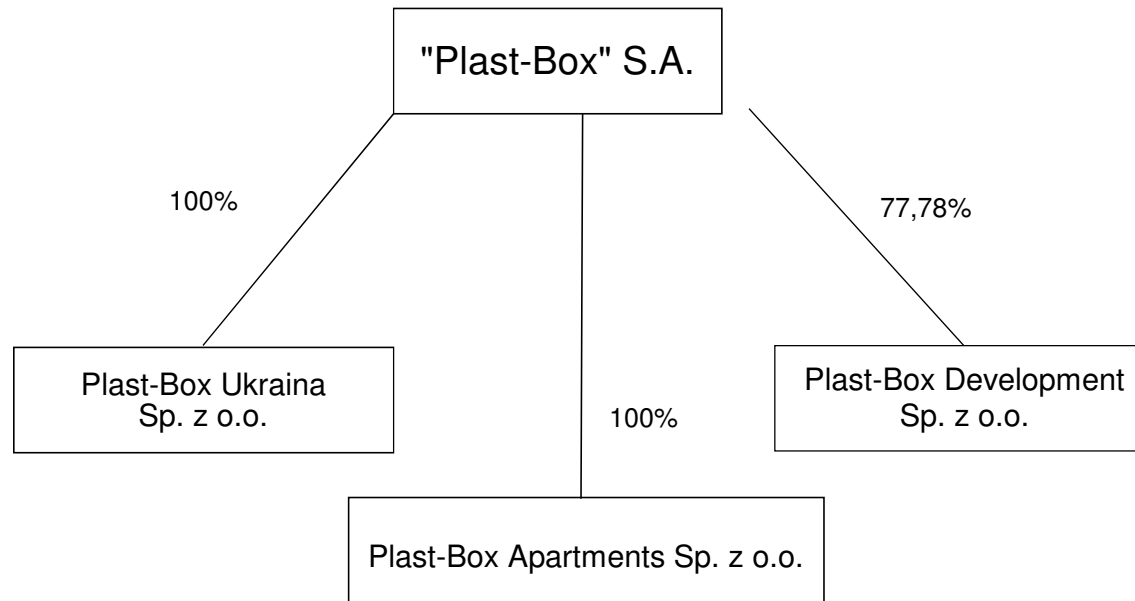 "Plast-Box" S.A.
100%
77,78%
Plast-Box Ukraina
Sp. z o.o.
100%
Plast-Box Development
Sp. z o.o.
Plast-Box Apartments Sp. z o.o.